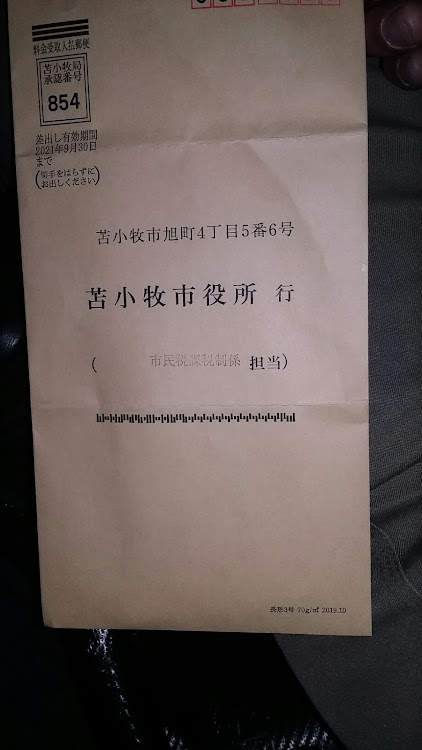 料金受取人払郵便
苫小牧局
承認番号
854
差出し有効期間
2021年9月30日
まで
(切手をはらずに
お出しください)
苫小牧市旭町4丁目5番6号
苫小牧市役所 行
( 市民税課税制係 担当)
長形3号 70g/㎡ 2019.10